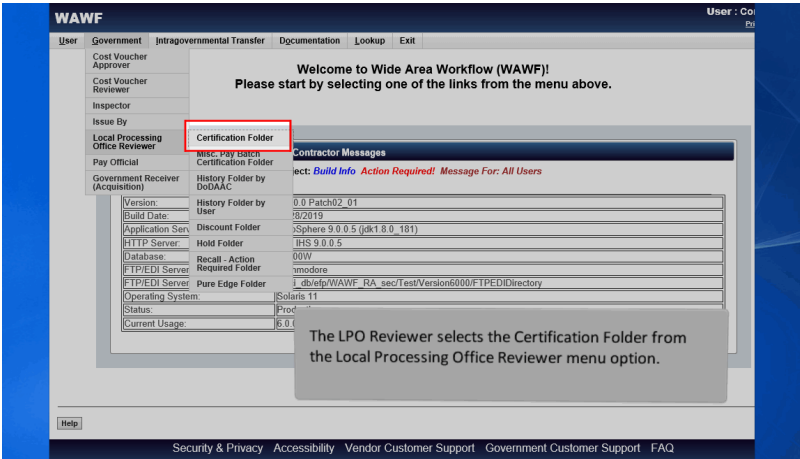 WAWF
User : Co
Pri
User Government Intragovernmental Transfer Documentation Lookup Exit
Cost Voucher
Approver
Cost Voucher
Reviewer
Inspector
Issue By
Local Processing
Office Reviewer
Pay Official
Government Receiver
(Acquisition)
Certification Folder
Misc. Pay Batch
Certification Folder
History Folder by
DoDAAC
History Folder by
User
Discount Folder
Hold Folder
Recall - Action
Required Folder
Pure Edge Folder
Welcome to Wide Area Workflow (WAWF)!
Please start by selecting one of the links from the menu above.
Contractor Messages
ject: Build Info Action Required! Message For: All Users
Version: 0.0 Patch02_01
Build Date: 28/2019
Application Serv oSphere 9.0.0.5 (jdk1.8.0_181)
HTTP Server: IHS 9.0.0.5
Database: 00W
FTP/EDI Server nmodore
FTP/EDI Server i_db/efp/WAWF_RA_sec/Test/Version6000/FTPEDIDirectory
Operating System: Solaris 11
Status: Prod
Current Usage: 6.0.0
The LPO Reviewer selects the Certification Folder from
the Local Processing Office Reviewer menu option.
Help
Security & Privacy Accessibility Vendor Customer Support Government Customer Support FAQ